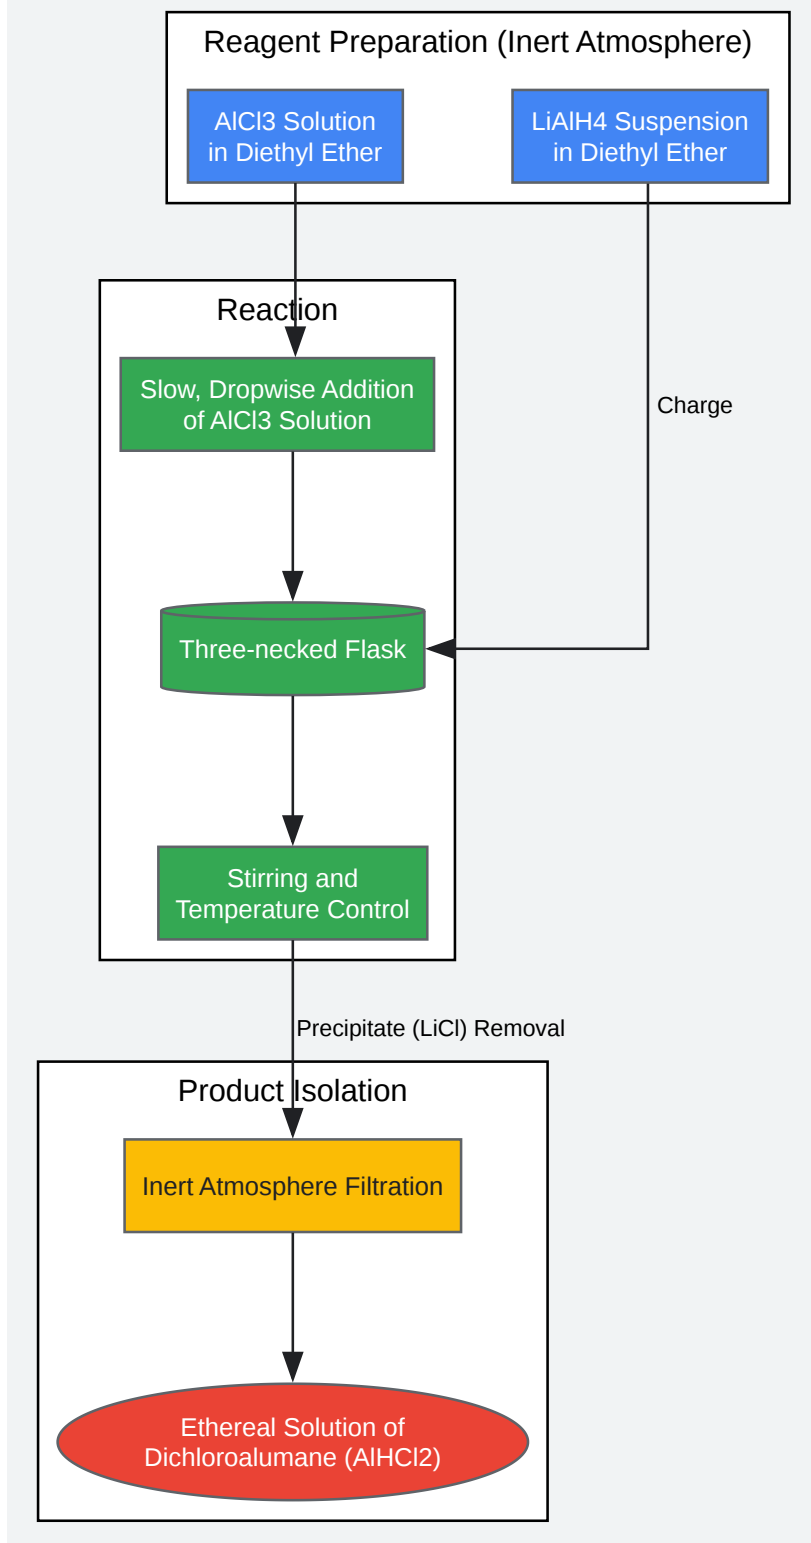 Reagent Preparation (Inert Atmosphere)
AlCl3 Solution
in Diethyl Ether
LiAlH4 Suspension
in Diethyl Ether
Reaction
Slow, Dropwise Addition
of AlCl3 Solution
Charge
Three-necked Flask
Stirring and
Temperature Control
Precipitate (LiCl) Removal
Product Isolation
Inert Atmosphere Filtration
Ethereal Solution of
Dichloroalumane (AlHCl2)